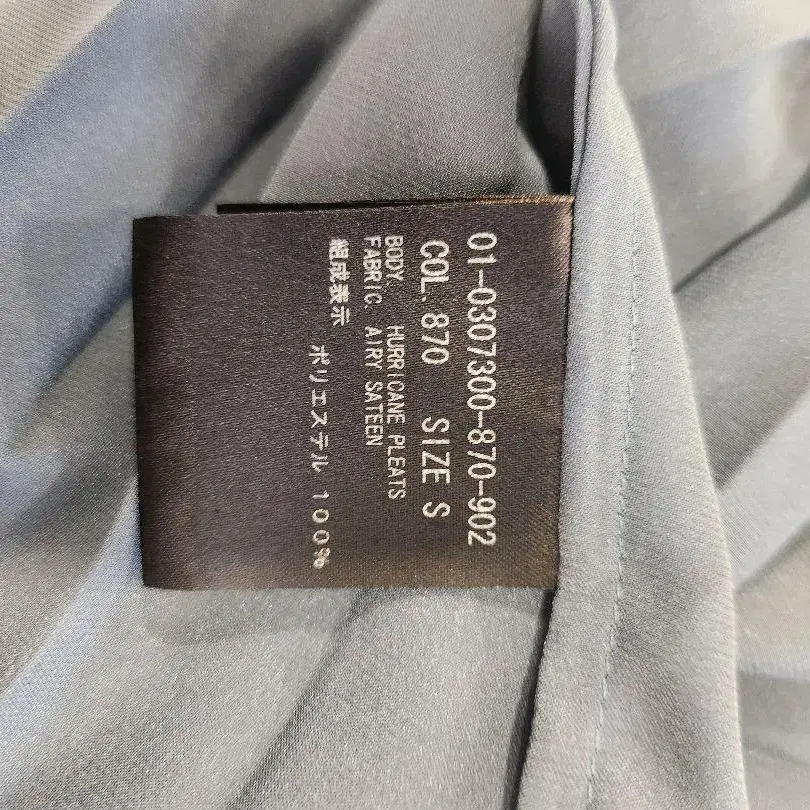 01-0307300-870-902
COL. 870 SIZE S
BODY. HURRICANE PLEATS
FABRIC. AIRY SATEEN
組成表示
ポリエステル 100%